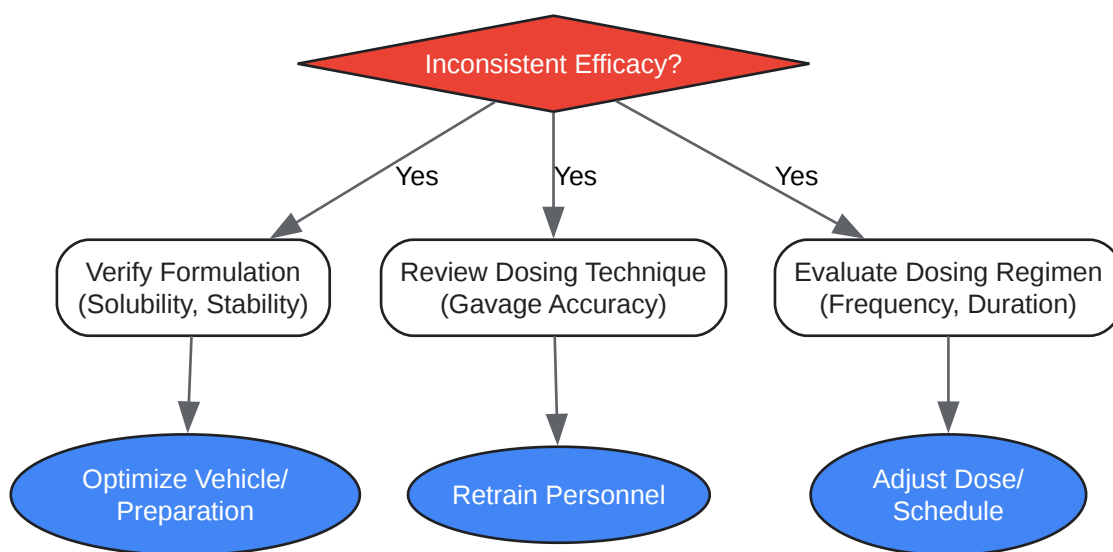 Inconsistent Efficacy?
Yes
Yes
Yes
Verify Formulation
(Solubility, Stability)
Review Dosing Technique
(Gavage Accuracy)
Evaluate Dosing Regimen
(Frequency, Duration)
Optimize Vehicle/
Preparation
Retrain Personnel
Adjust Dose/
Schedule